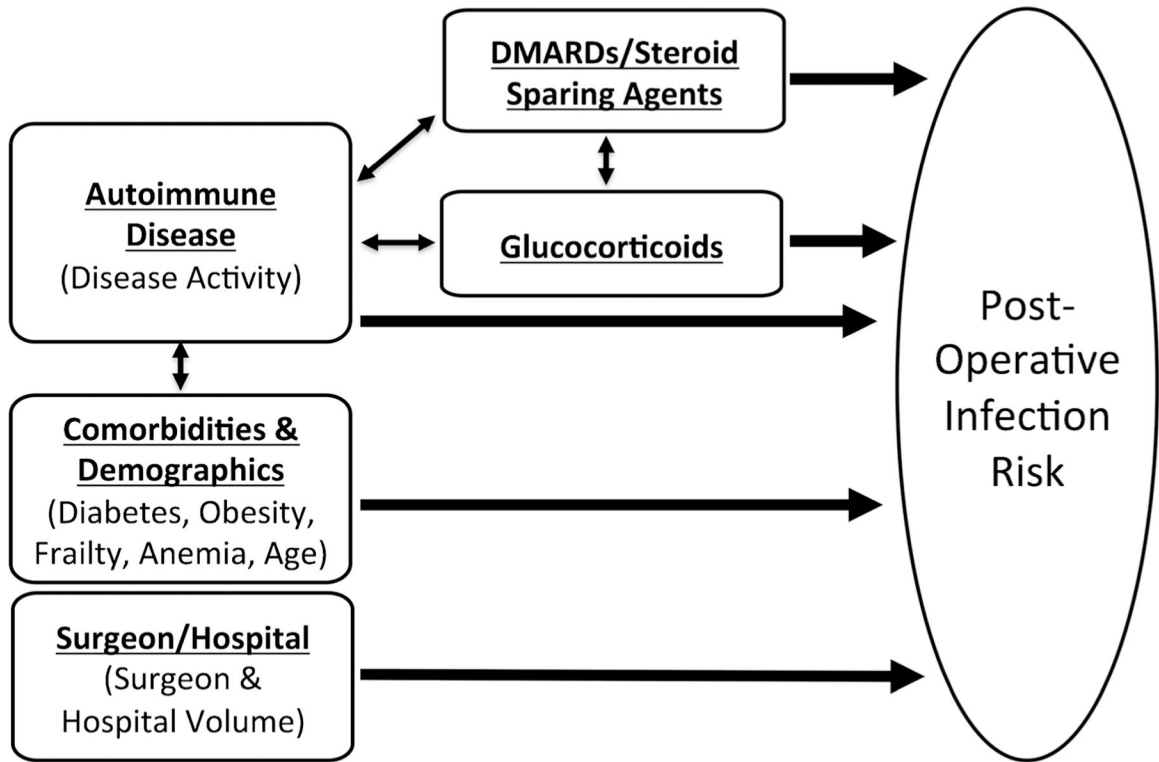 DMARDs/Steroid
Sparing Agents
Autoimmune
Disease
(Disease Activity)
Glucocorticoids
Comorbidities &
Demographics
(Diabetes, Obesity,
Frailty, Anemia, Age)
Surgeon/Hospital
(Surgeon &
Hospital Volume)
Post-
Operative
Infection
Risk